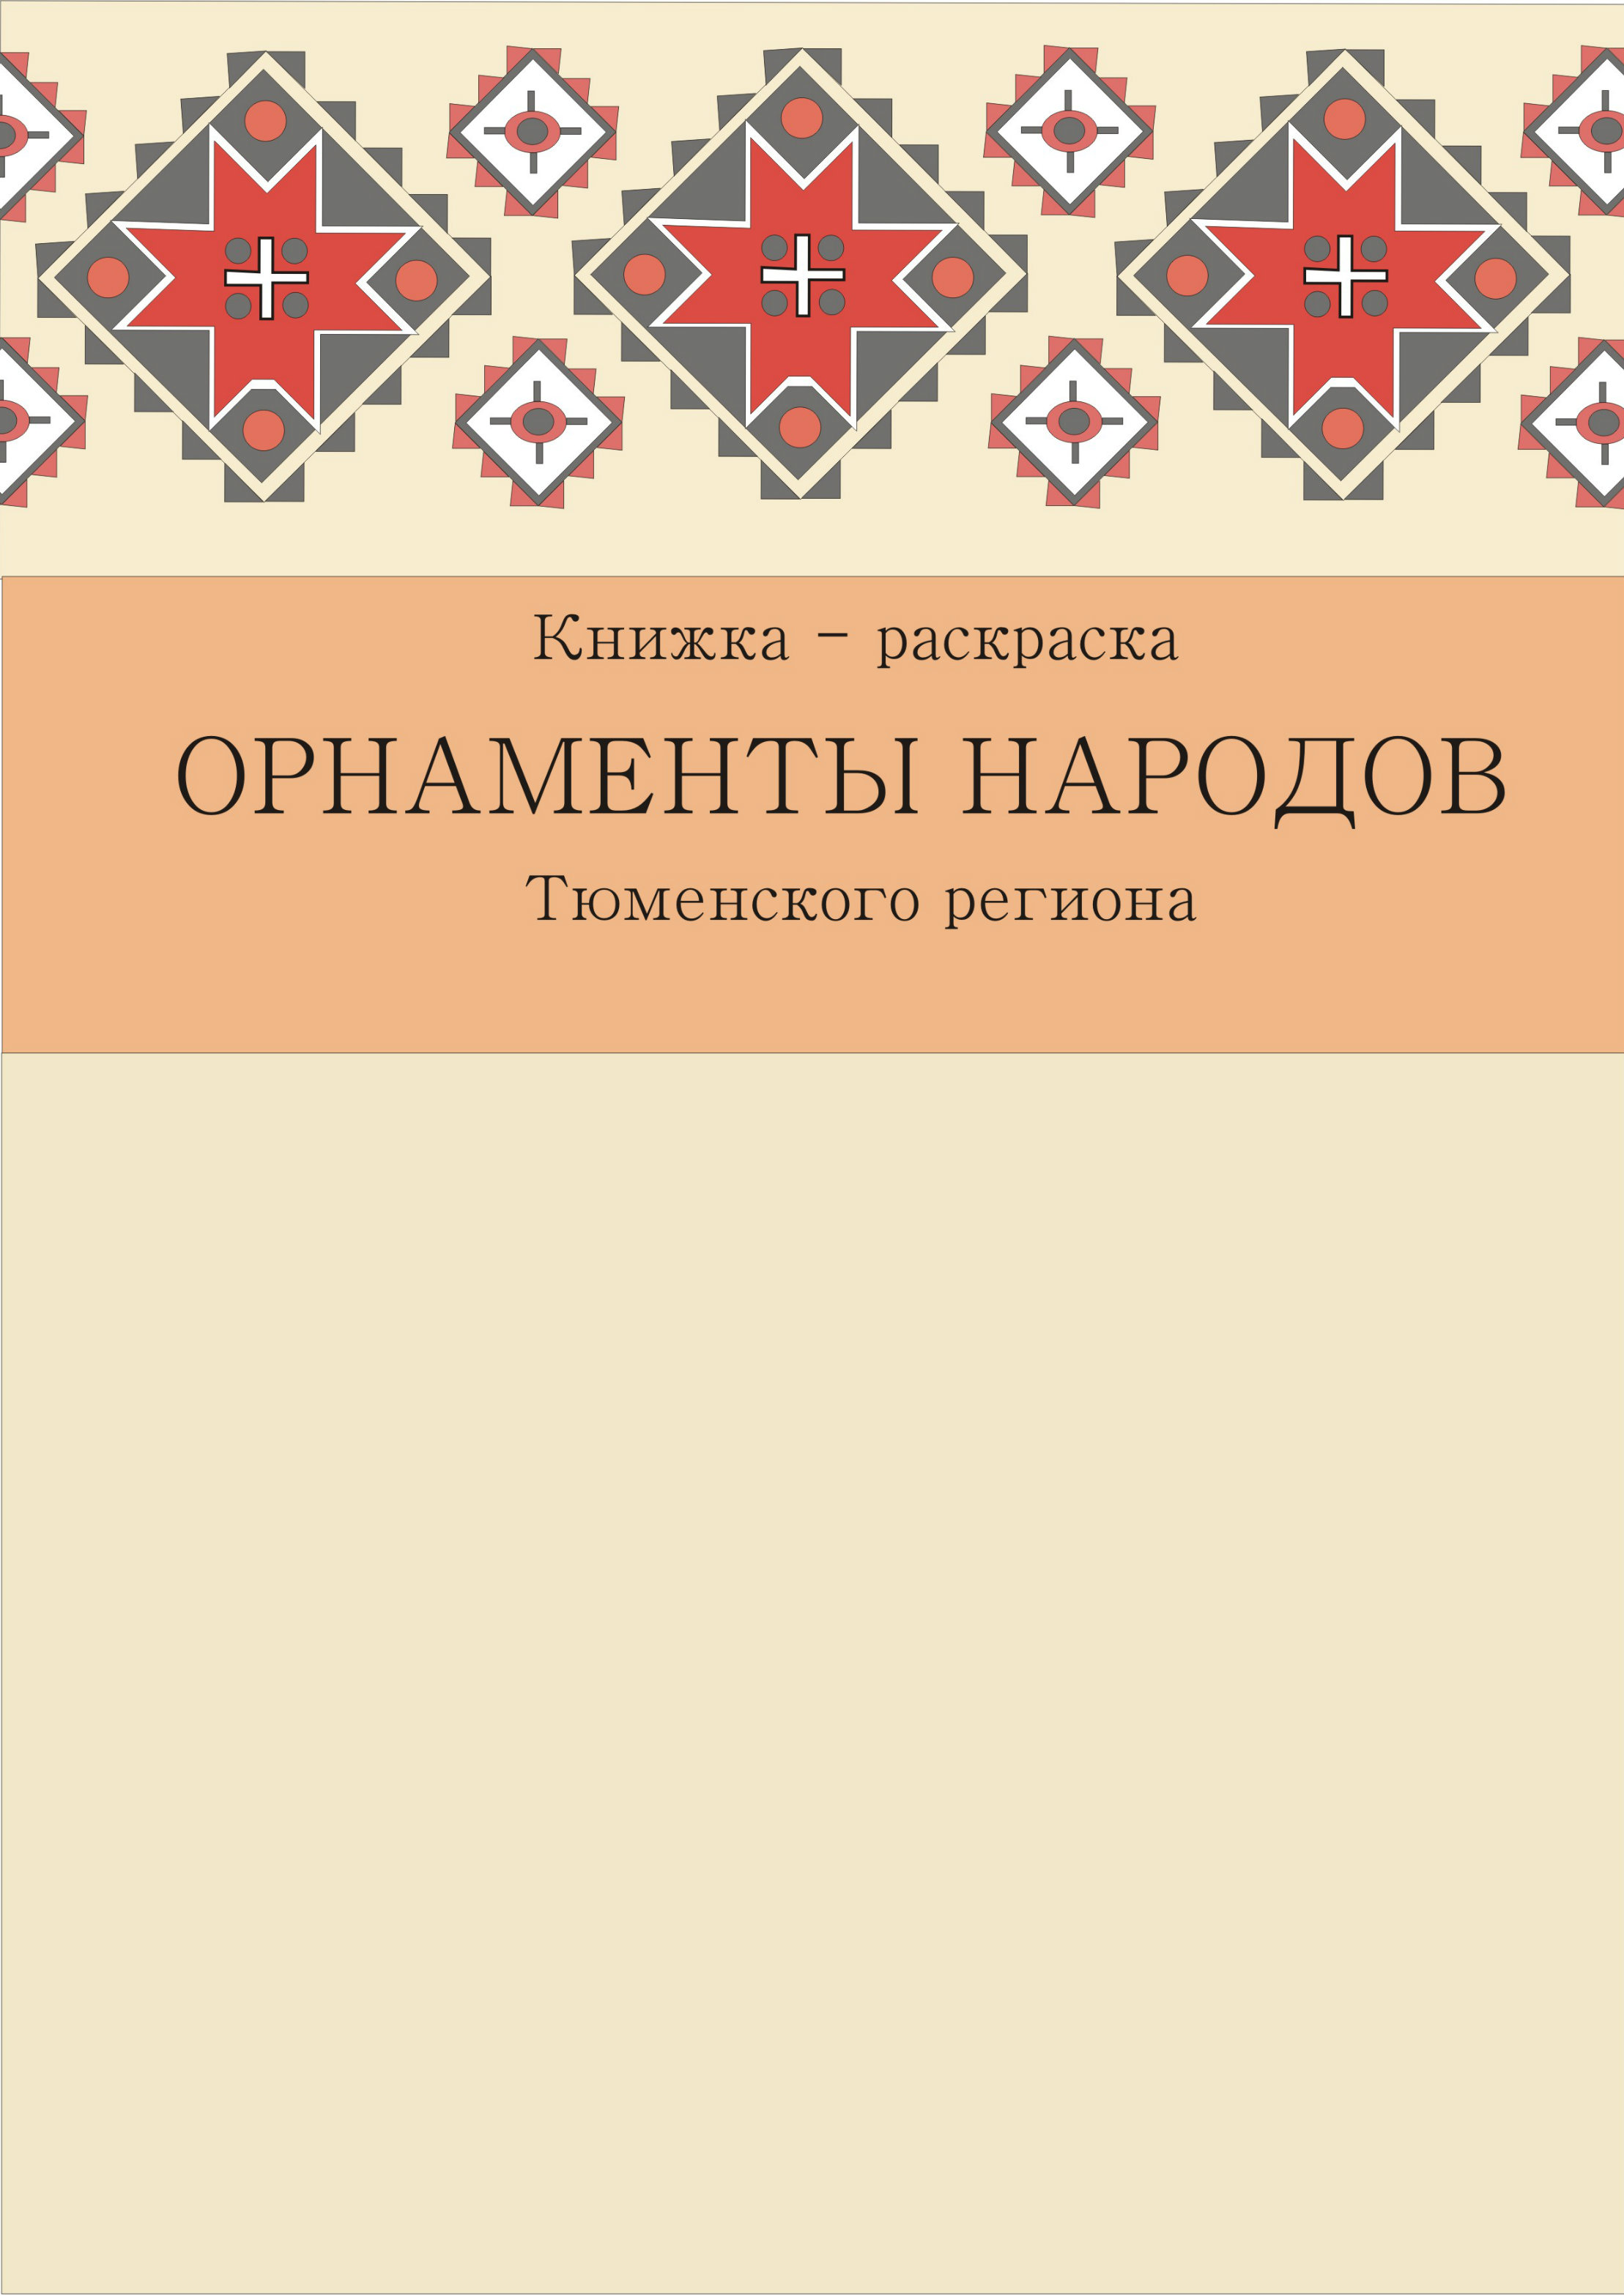 Книжка – раскраска
ОРНАМЕНТЫ НАРОДОВ
Тюменского региона